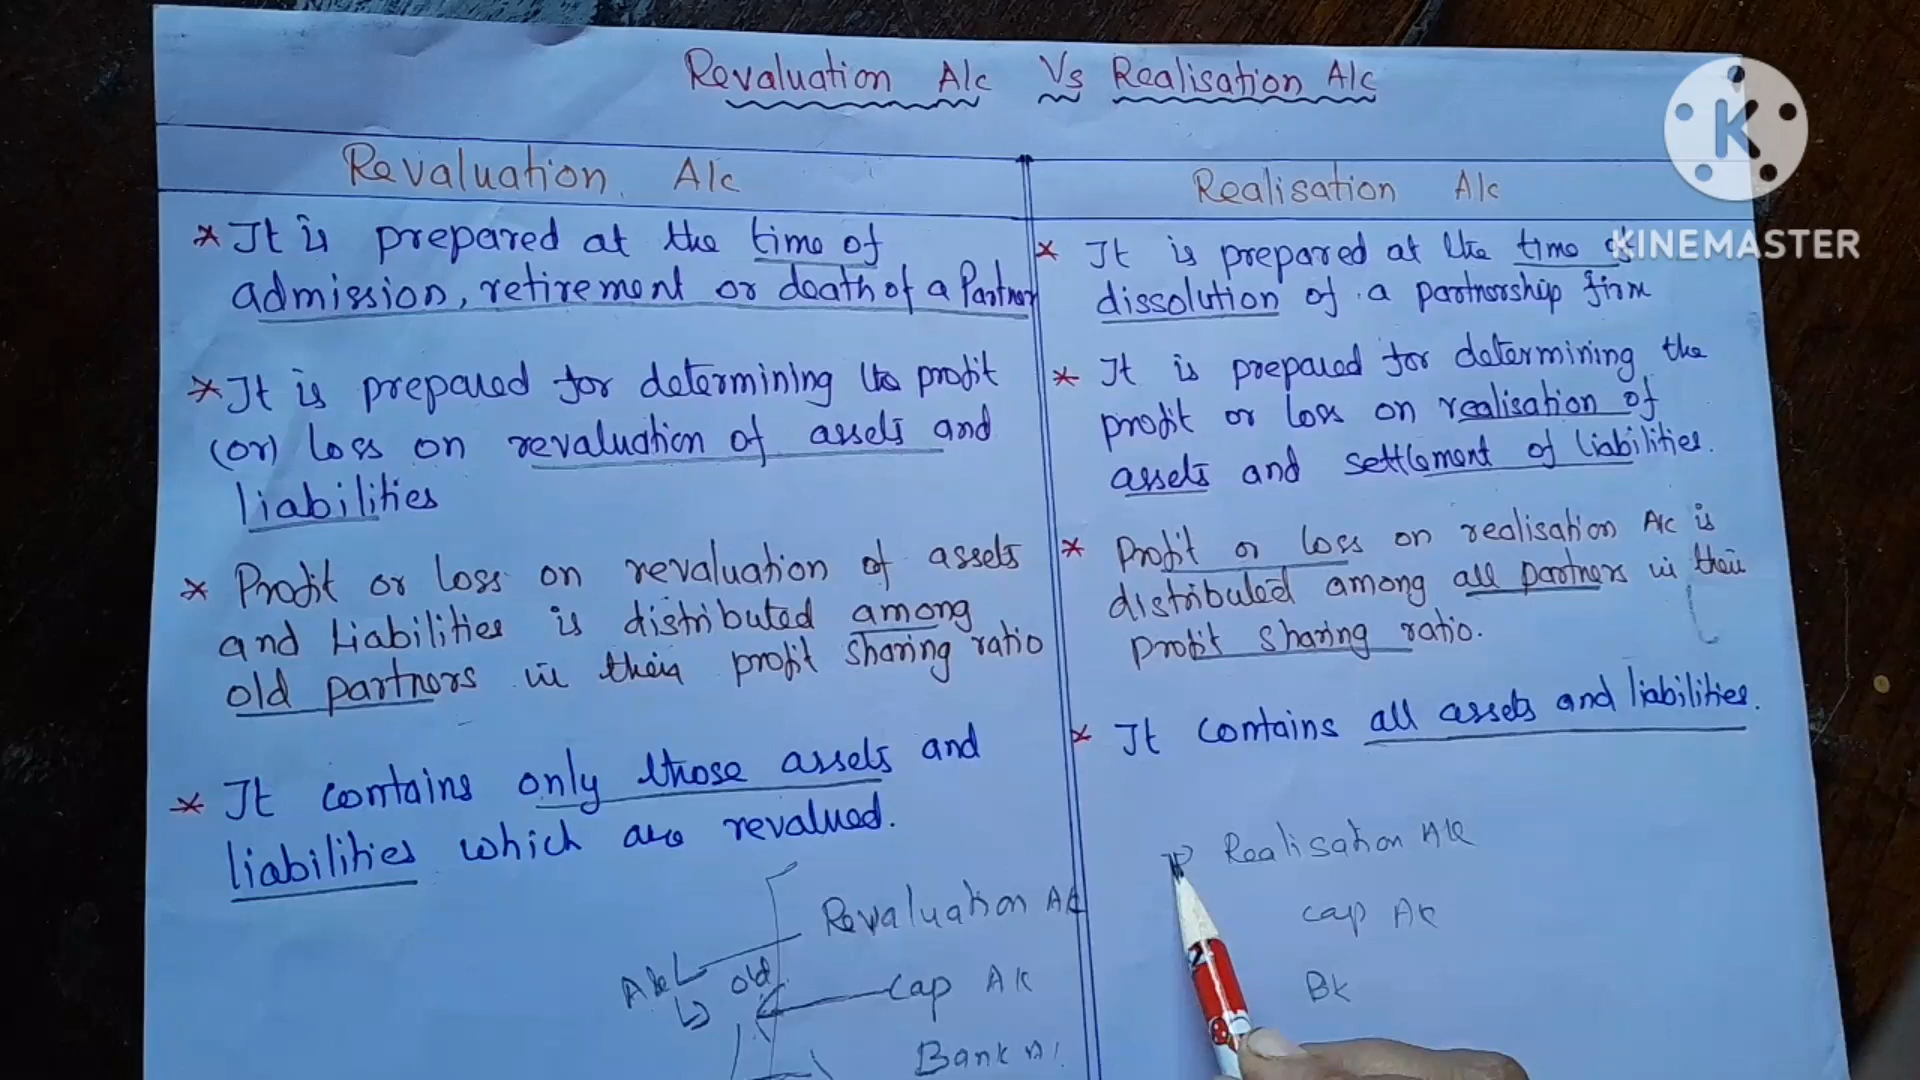 Revaluation A/c Vs Realisation A/c
K
KINEMASTER
Revaluation A/c
* It is prepared at the time of
admission, retirement or death of a Partner
* It is prepared for determining the profit
(or) loss on revaluation of assets and
liabilities
* Profit or loss on revaluation of assets
and liabilities is distributed among
old partners in their profit sharing ratio
* It contains only those assets and
liabilities which are revalued.
Revaluation A/c
old
Cap A/c
Bank A/
Realisation A/c
* It is prepared at the time of
dissolution of a partnership firm
* It is prepared for determining the
profit or loss on realisation of
assets and settlement of liabilities.
* Profit or loss on realisation A/c is
distributed among all partners in their
profit sharing ratio.
* It contains all assets and liabilities.
Realisation A/c
Cap A/c
Bk